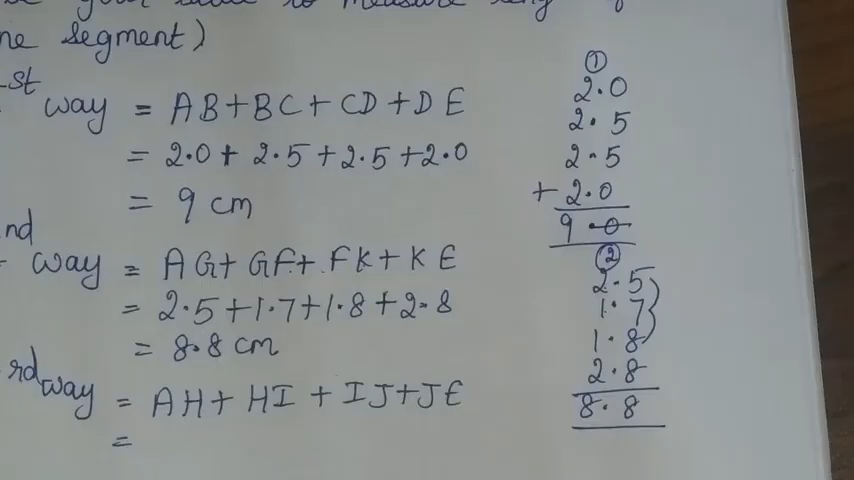 ne segment)
st way = AB+BC+CD+DE
= 2.0+ 2.5+2.5+2.0
= 9 cm
nd way = AG+GF+FK+KE
= 2.5+1.7+1.8+2.8
= 8.8 cm
rd way = AH+HI+IJ+JE
=
①
2.0
2.5
2.5
+2.0
9.0
②
2.5
1.7
1.8
2.8
8.8